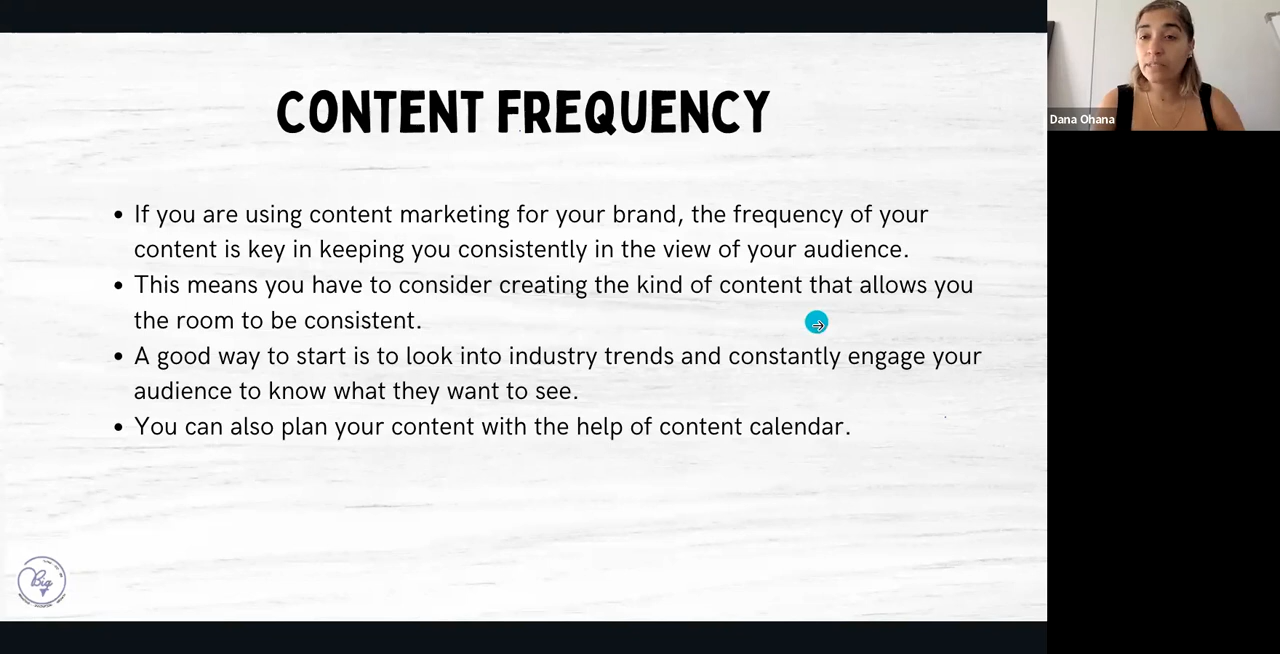 CONTENT FREQUENCY
• If you are using content marketing for your brand, the frequency of your
content is key in keeping you consistently in the view of your audience.
• This means you have to consider creating the kind of content that allows you
the room to be consistent.
• A good way to start is to look into industry trends and constantly engage your
audience to know what they want to see.
• You can also plan your content with the help of content calendar.
Dana Ohana
Big